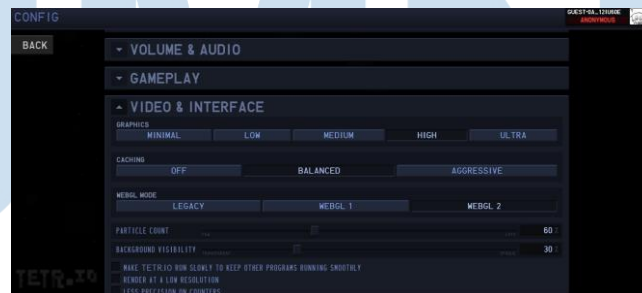 CONFIG
ANONYMOUS
BACK
VOLUME & AUDIO
GAMEPLAY
VIDEO & INTERFACE
GRAPHICS
MINIMAL LOW MEDIUM HIGH ULTRA
CACHING
OFF BALANCED AGGRESSIVE
WEBGL MODE
LEGACY WEBGL 1 WEBGL 2
PARTICLE COUNT 60
BACKGROUND VISIBILITY 30
MAKE TETR.IO RUN SLOWLY TO KEEP OTHER PROGRAMS RUNNING SMOOTHLY
RENDER AT A LOW RESOLUTION
LESS PRECISION ON COUNTERS
TETR.IO